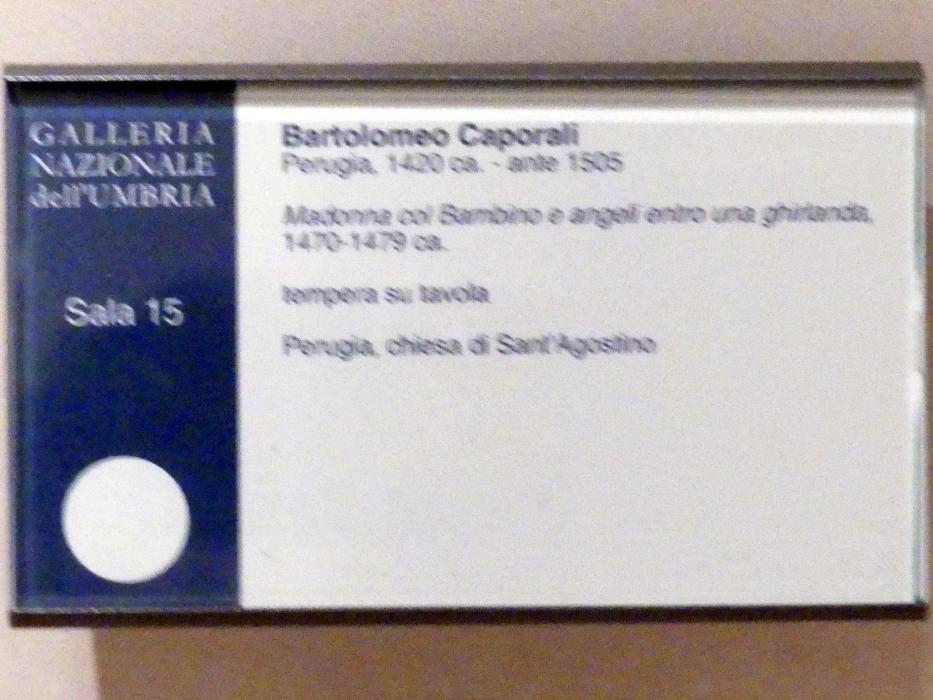 GALLERIA
NAZIONALE
dell'UMBRIA
Sala 15
Bartolomeo Caporali
Perugia, 1420 ca. - ante 1505
Madonna col Bambino e angeli entro una ghirlanda,
1470-1479 ca.
tempera su tavola
Perugia, chiesa di Sant'Agostino